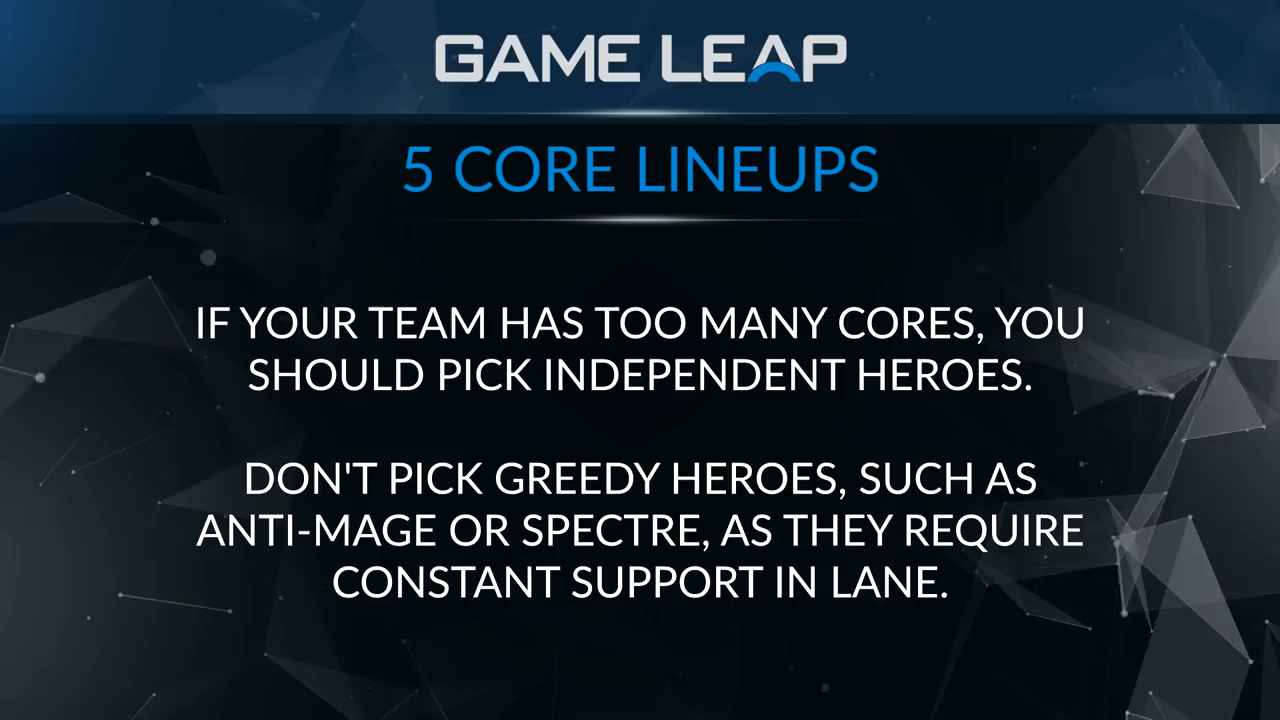 GAME LEAP
5 CORE LINEUPS
IF YOUR TEAM HAS TOO MANY CORES, YOU
SHOULD PICK INDEPENDENT HEROES.
DON'T PICK GREEDY HEROES, SUCH AS
ANTI-MAGE OR SPECTRE, AS THEY REQUIRE
CONSTANT SUPPORT IN LANE.